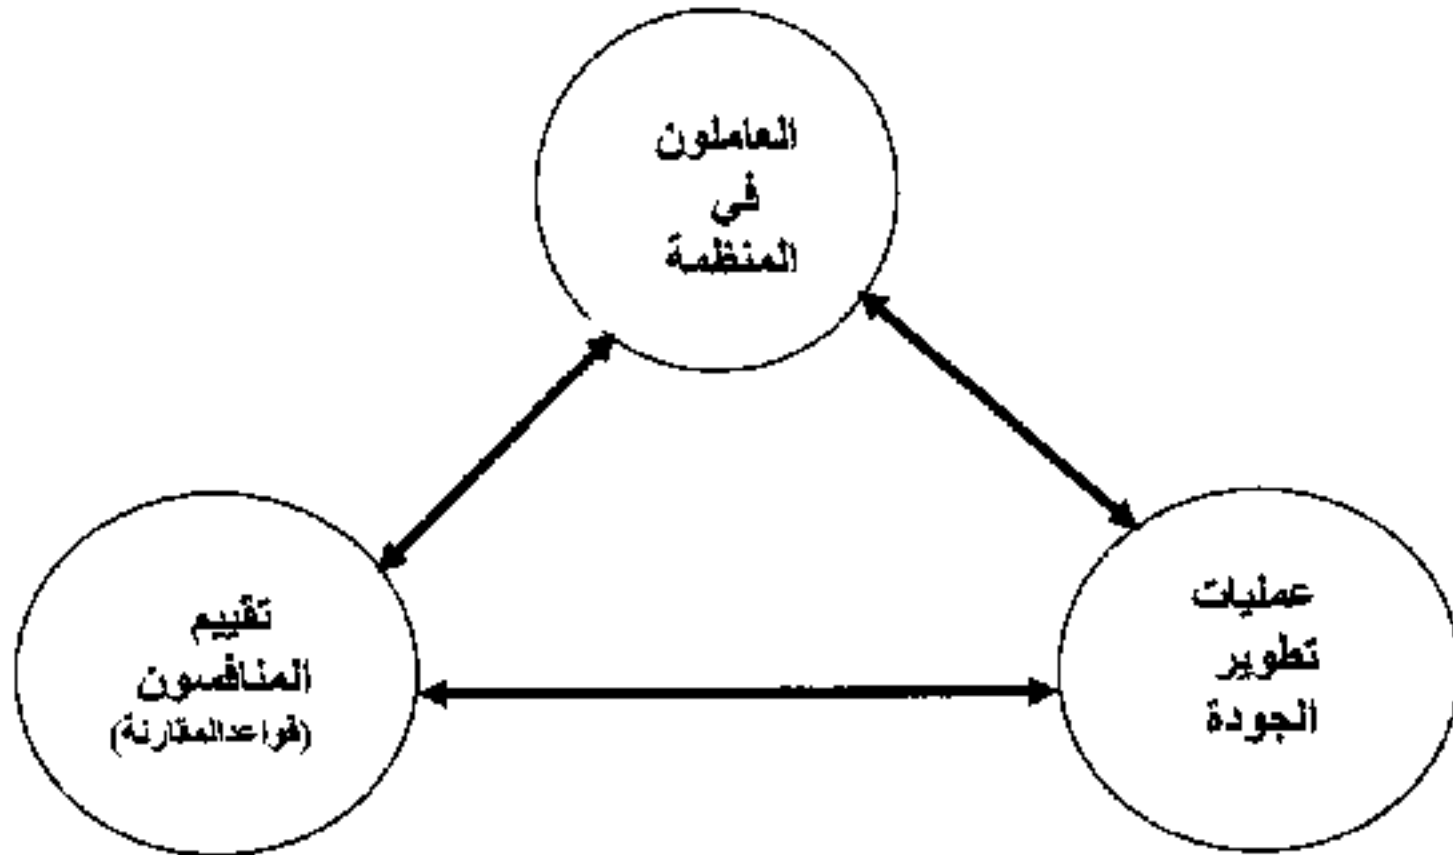 العاملون
في
المنظمة
عمليات
تطوير
الجودة
تقييم
المنافسون
(قواعدالمقارنة)